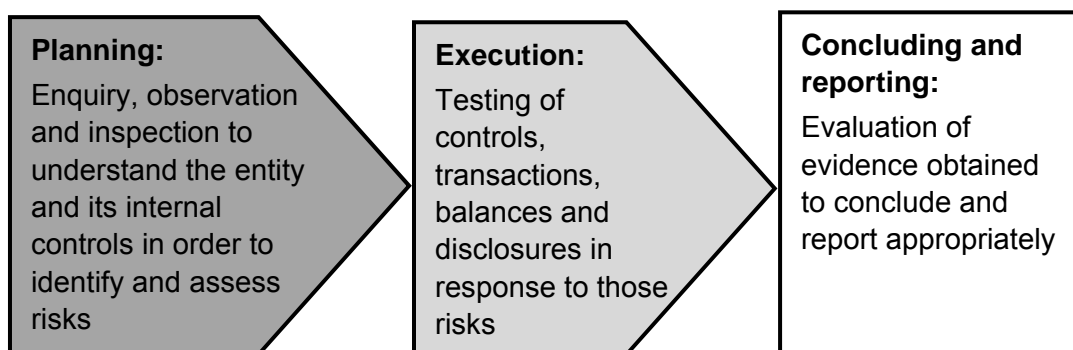 Planning:
Enquiry, observation
and inspection to
understand the entity
and its internal
controls in order to
identify and assess
risks
Execution:
Testing of
controls,
transactions,
balances and
disclosures in
response to those
risks
Concluding and
reporting:
Evaluation of
evidence obtained
to conclude and
report appropriately